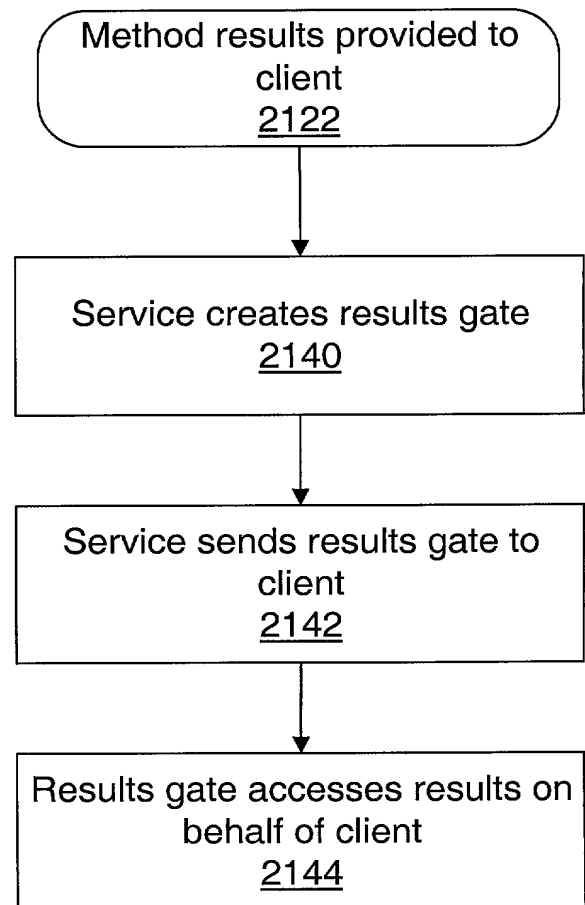 Method results provided to
client
2122
Service creates results gate
2140
Service sends results gate to
client
2142
Results gate accesses results on
behalf of client
2144